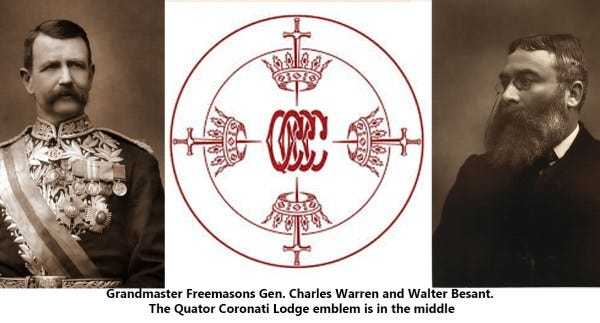 Grandmaster Freemasons Gen. Charles Warren and Walter Besant.
The Quator Coronati Lodge emblem is in the middle